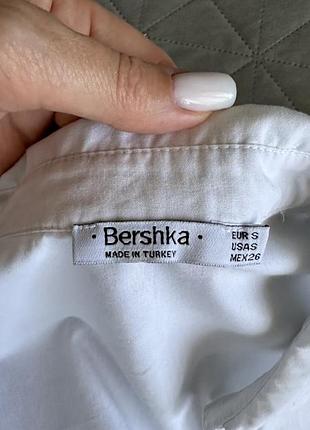 · Bershka ·
MADE IN TURKEY
EUR S
USA S
MEX 26